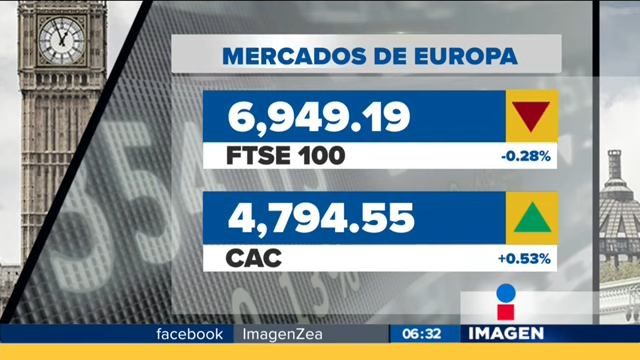 MERCADOS DE EUROPA
6,949.19
FTSE 100
-0.28%
4,794.55
CAC
+0.53%
facebook ImagenZea 06:32 IMAGEN